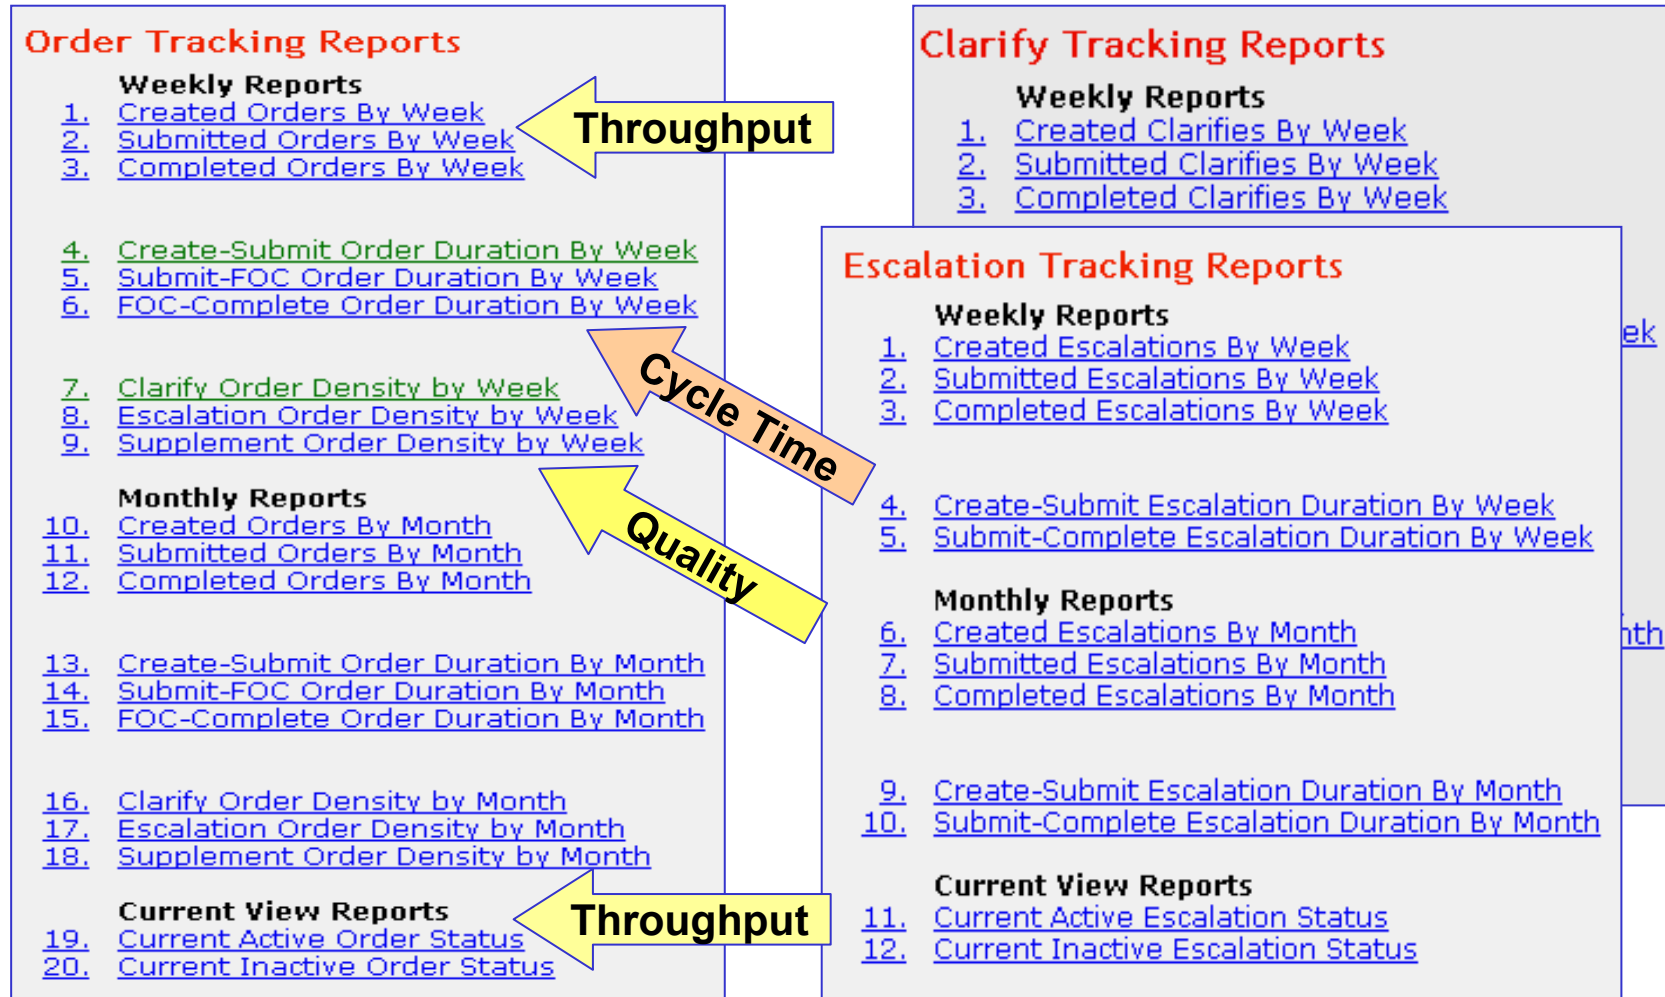 Order Tracking Reports
Weekly Reports
1. Created Orders By Week
2. Submitted Orders By Week
3. Completed Orders By Week
4. Create-Submit Order Duration By Week
5. Submit-FOC Order Duration By Week
6. FOC-Complete Order Duration By Week
7. Clarify Order Density by Week
8. Escalation Order Density by Week
9. Supplement Order Density by Week
Monthly Reports
10. Created Orders By Month
11. Submitted Orders By Month
12. Completed Orders By Month
13. Create-Submit Order Duration By Month
14. Submit-FOC Order Duration By Month
15. FOC-Complete Order Duration By Month
16. Clarify Order Density by Month
17. Escalation Order Density by Month
18. Supplement Order Density by Month
Current View Reports
19. Current Active Order Status
20. Current Inactive Order Status
Throughput
Cycle Time
Quality
Throughput
Clarify Tracking Reports
Weekly Reports
1. Created Clarifies By Week
2. Submitted Clarifies By Week
3. Completed Clarifies By Week
Escalation Tracking Reports
Weekly Reports
1. Created Escalations By Week
2. Submitted Escalations By Week
3. Completed Escalations By Week
4. Create-Submit Escalation Duration By Week
5. Submit-Complete Escalation Duration By Week
Monthly Reports
6. Created Escalations By Month
7. Submitted Escalations By Month
8. Completed Escalations By Month
9. Create-Submit Escalation Duration By Month
10. Submit-Complete Escalation Duration By Month
Current View Reports
11. Current Active Escalation Status
12. Current Inactive Escalation Status